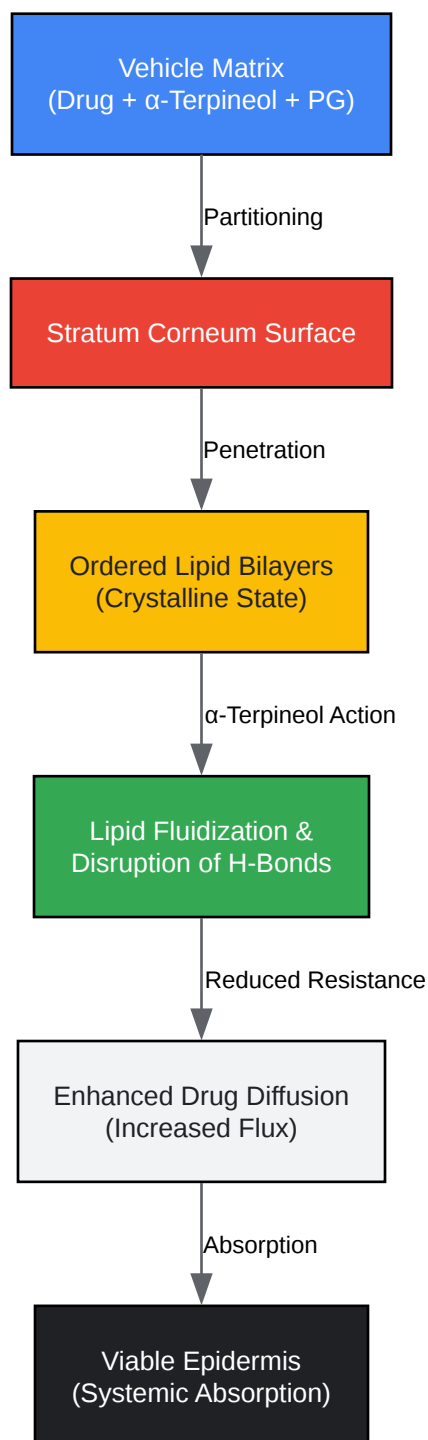 Vehicle Matrix
(Drug + α-Terpineol + PG)
Partitioning
Stratum Corneum Surface
Penetration
Ordered Lipid Bilayers
(Crystalline State)
α-Terpineol Action
Lipid Fluidization &
Disruption of H-Bonds
Reduced Resistance
Enhanced Drug Diffusion
(Increased Flux)
Absorption
Viable Epidermis
(Systemic Absorption)